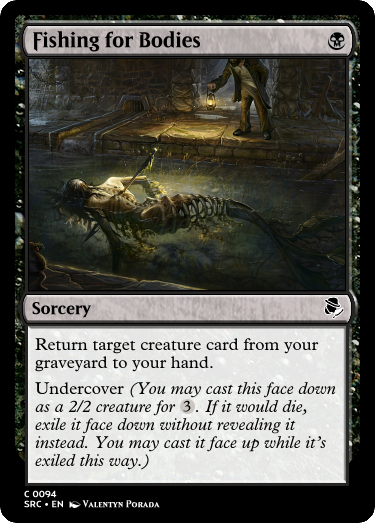 Fishing for Bodies
Sorcery
Return target creature card from your
graveyard to your hand.
Undercover (You may cast this face down
as a 2/2 creature for 3. If it would die,
exile it face down without revealing it
instead. You may cast it face up while it's
exiled this way.)
C 0094
SRC • EN Valentyn Porada